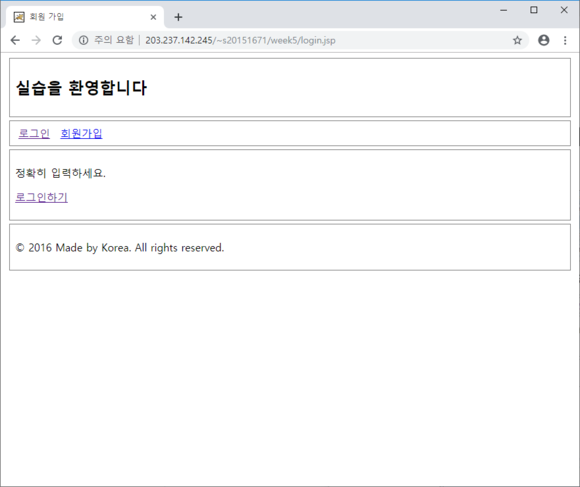 회원 가입
주의 요함 203.237.142.245/~s20151671/week5/login.jsp
실습을 환영합니다
로그인 회원가입
정확히 입력하세요.
로그인하기
© 2016 Made by Korea. All rights reserved.